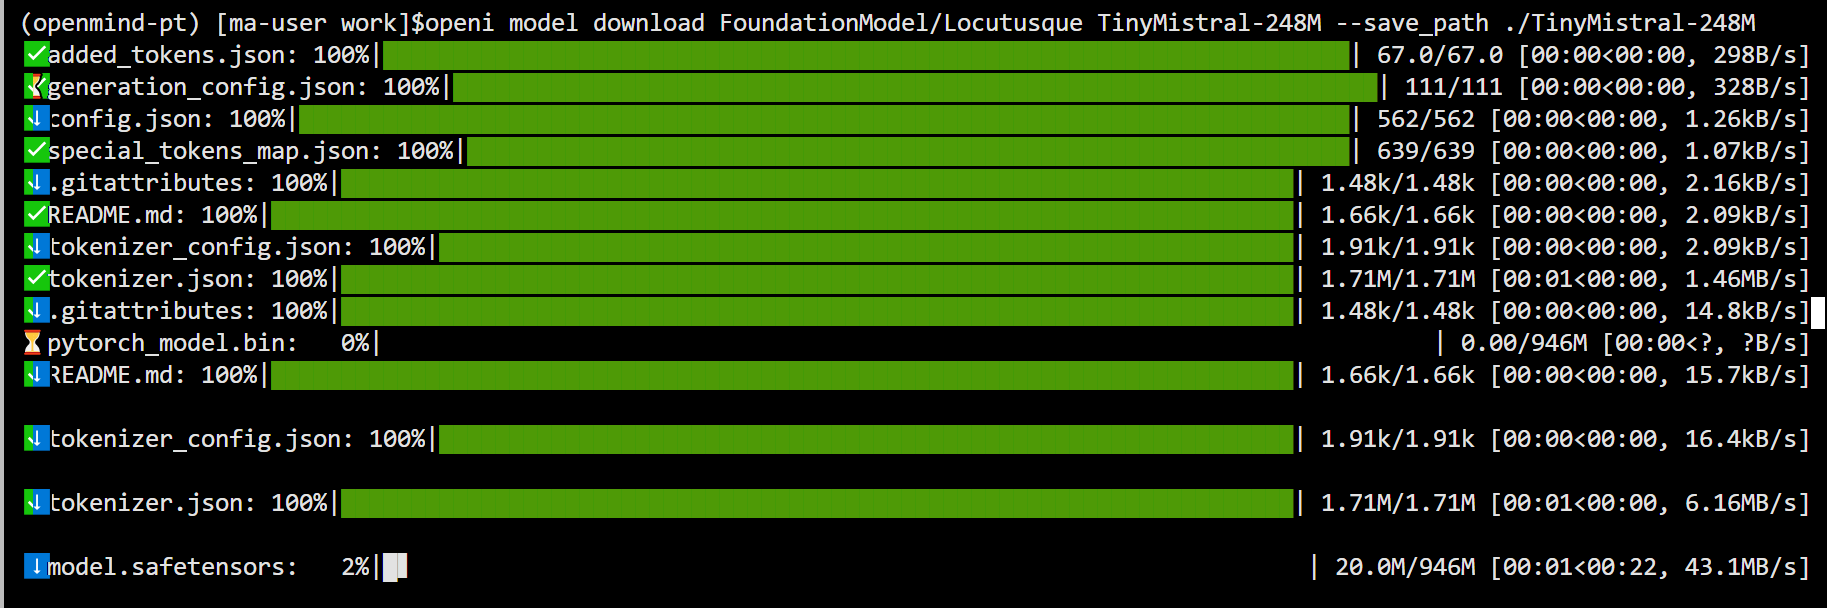 (openmind-pt) [ma-user work]$openi model download FoundationModel/Locutusque TinyMistral-248M --save_path ./TinyMistral-248M
added_tokens.json: 100%| | 67.0/67.0 [00:00<00:00, 298B/s]
generation_config.json: 100%| | 111/111 [00:00<00:00, 328B/s]
config.json: 100%| | 562/562 [00:00<00:00, 1.26kB/s]
special_tokens_map.json: 100%| | 639/639 [00:00<00:00, 1.07kB/s]
.gitattributes: 100%| | 1.48k/1.48k [00:00<00:00, 2.16kB/s]
README.md: 100%| | 1.66k/1.66k [00:00<00:00, 2.09kB/s]
tokenizer_config.json: 100%| | 1.91k/1.91k [00:00<00:00, 2.09kB/s]
tokenizer.json: 100%| | 1.71M/1.71M [00:01<00:00, 1.46MB/s]
.gitattributes: 100%| | 1.48k/1.48k [00:00<00:00, 14.8kB/s]
pytorch_model.bin: 0%| | 0.00/946M [00:00<?, ?B/s]
README.md: 100%| | 1.66k/1.66k [00:00<00:00, 15.7kB/s]
tokenizer_config.json: 100%| | 1.91k/1.91k [00:00<00:00, 16.4kB/s]
tokenizer.json: 100%| | 1.71M/1.71M [00:01<00:00, 6.16MB/s]
model.safetensors: 2%| | 20.0M/946M [00:01<00:22, 43.1MB/s]